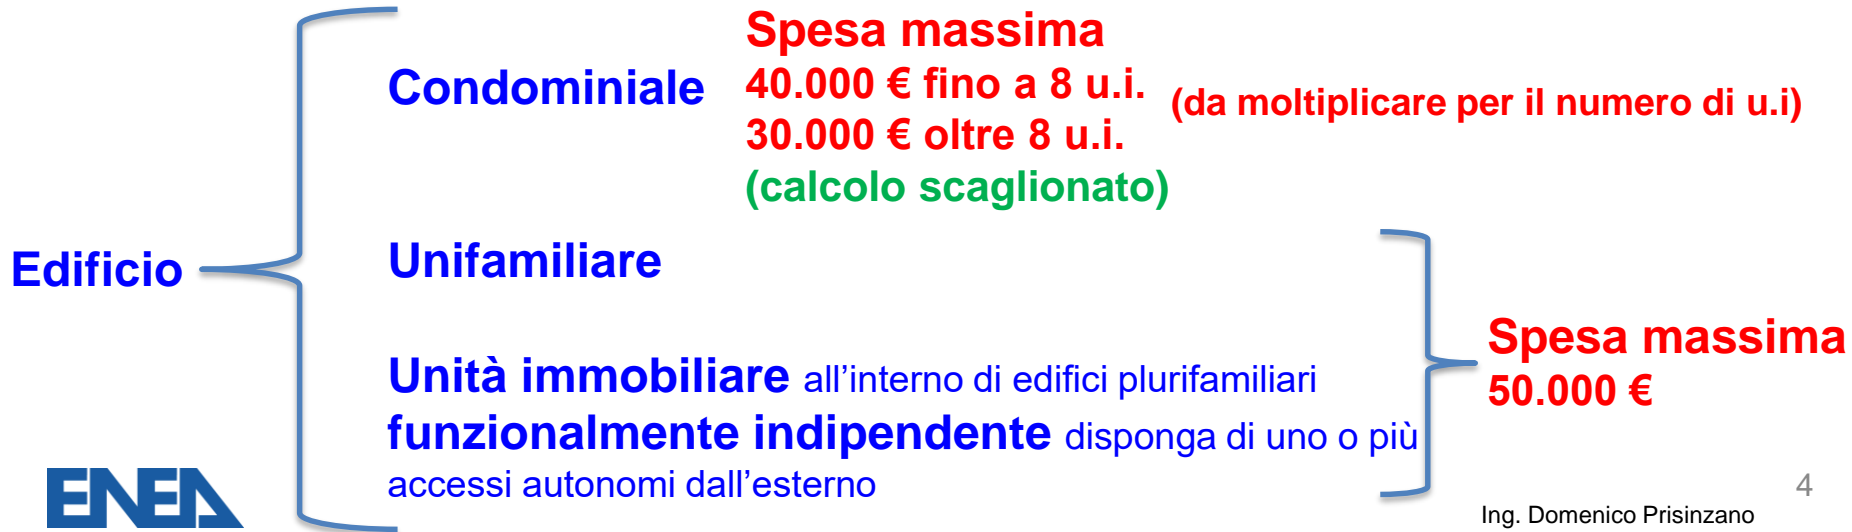 Edificio
Condominiale
Spesa massima
40.000 € fino a 8 u.i.
30.000 € oltre 8 u.i.
(calcolo scaglionato)
(da moltiplicare per il numero di u.i)
Unifamiliare
Unità immobiliare all’interno di edifici plurifamiliari
funzionalmente indipendente disponga di uno o più
accessi autonomi dall’esterno
Spesa massima
50.000 €
ENEA
4
Ing. Domenico Prisinzano